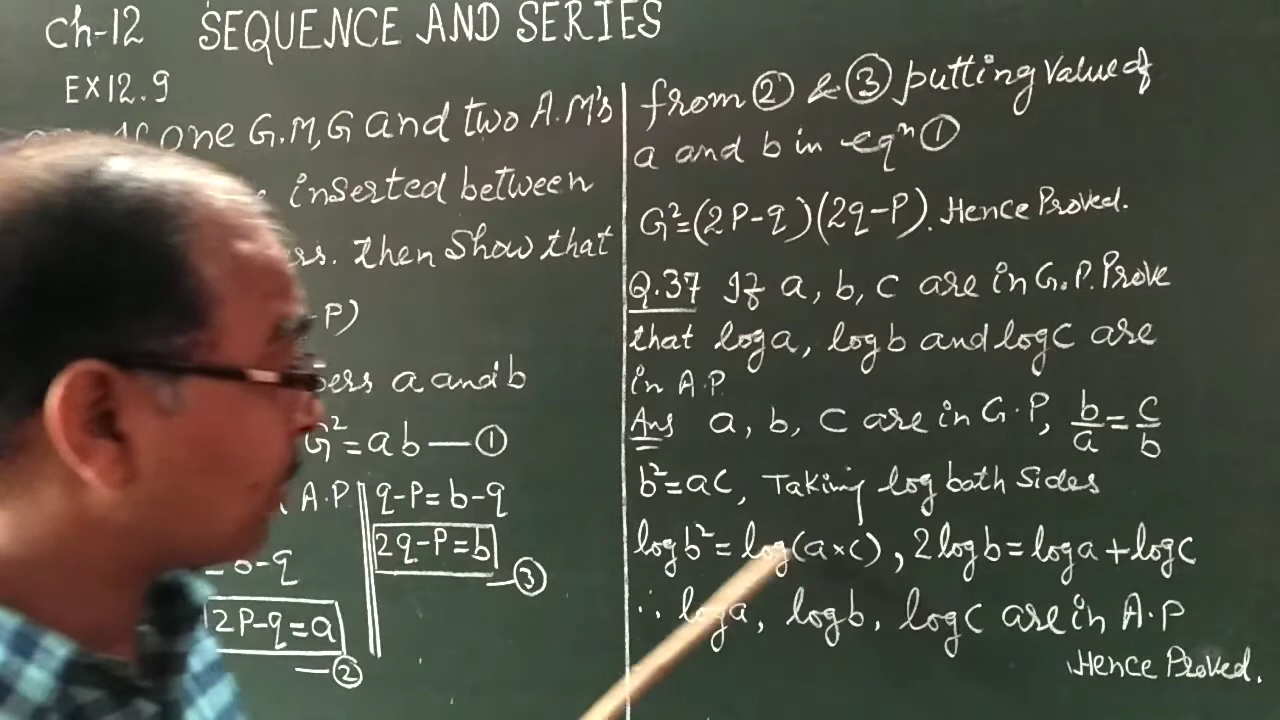 Ch-12 SEQUENCE AND SERIES
EX 12.9
one G.M, G and two A.M's
inserted between
then Show that
-P)
a and b
G²=ab—①
A.P
-q
2P-q=a
—②
q-P=b-q
2q-P=b
—③
from ② & ③ putting Value of
a and b in eqⁿ ①
G²=(2P-q)(2q-P). Hence Proved.
Q.37 If a, b, c are in G.P. Prove
that log a, log b and log c are
in A.P.
Ans a, b, c are in G.P, b/a = c/b
b²=ac, Taking log both Sides
log b² = log(a×c), 2 log b = log a + log c
∴ log a, log b, log c are in A.P
Hence Proved.